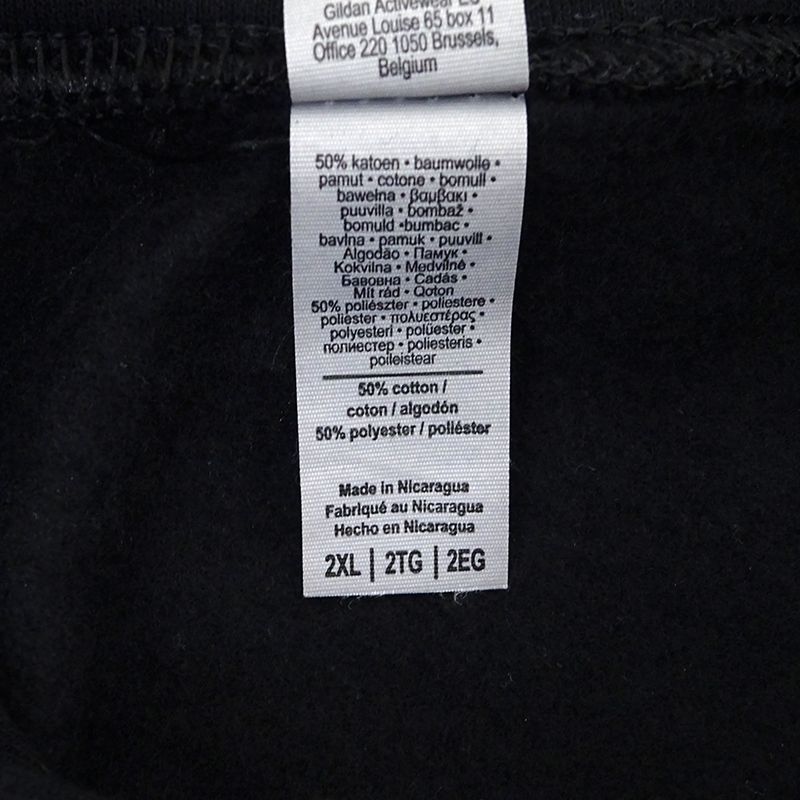 Gildan Activewear
Avenue Louise 65 box 11
Office 220 1050 Brussels,
Belgium
50% katoen • baumwolle •
pamut • cotone • bomull •
bawełna • βαμβακι •
puuvilla • bombaž •
bomuld •bumbac •
bavlna • pamuk • puuvill •
Algodão • Памук •
Kokvilna • Medvilnė •
Бавовна • Cadás •
Mít rád • Qoton
50% poliészter • poliestere •
poliester • πολυεστέρας •
polyesteri • polüester •
полиестер • poliesteris •
poileistear
50% cotton /
coton / algodón
50% polyester / poliéster
Made in Nicaragua
Fabriqué au Nicaragua
Hecho en Nicaragua
2XL | 2TG | 2EG